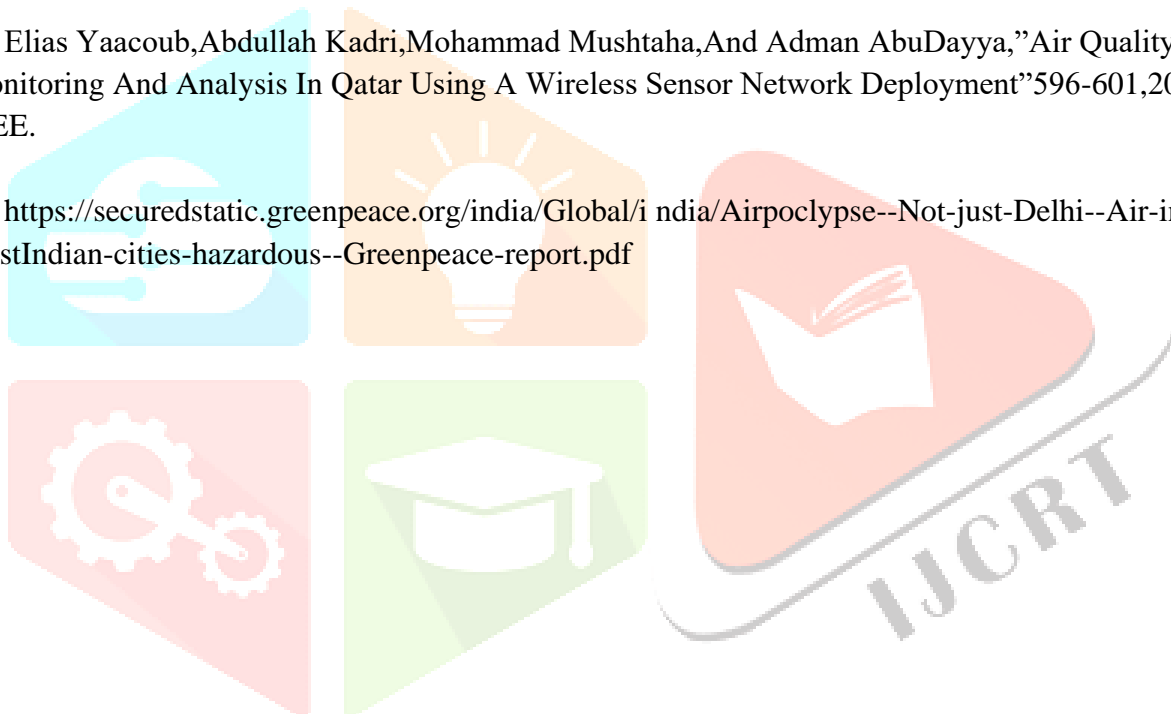 Elias Yaacoub,Abdullah Kadri,Mohammad Mushtaha,And Adman AbuDayya,”Air Quality
onitoring And Analysis In Qatar Using A Wireless Sensor Network Deployment”596-601,20
EE.
https://securedstatic.greenpeace.org/india/Global/i ndia/Airpoclypse--Not-just-Delhi--Air-in
stIndian-cities-hazardous--Greenpeace-report.pdf
IJCRT